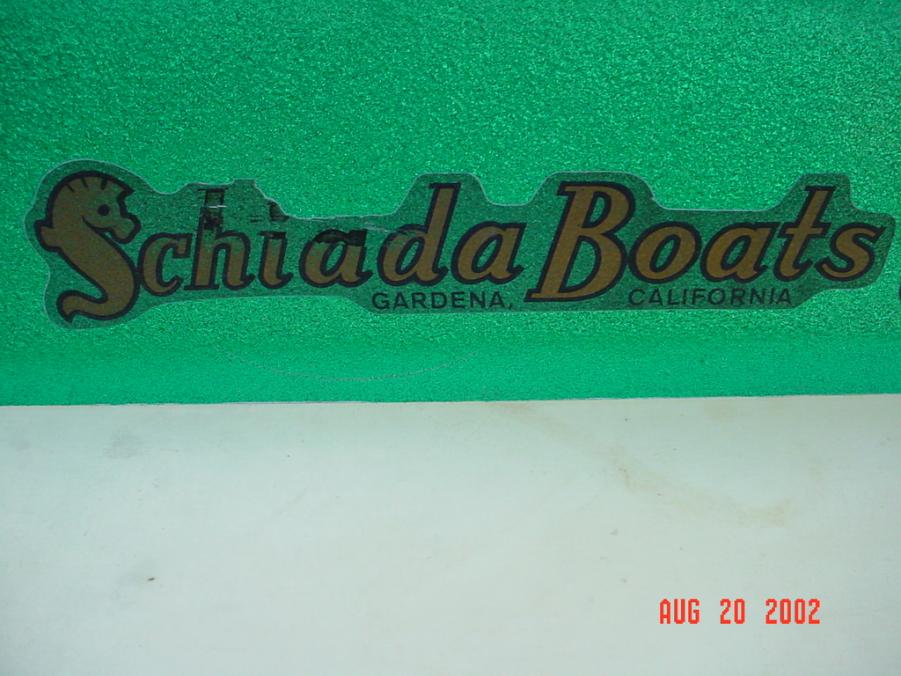 Schiada Boats
GARDENA, CALIFORNIA
AUG 20 2002